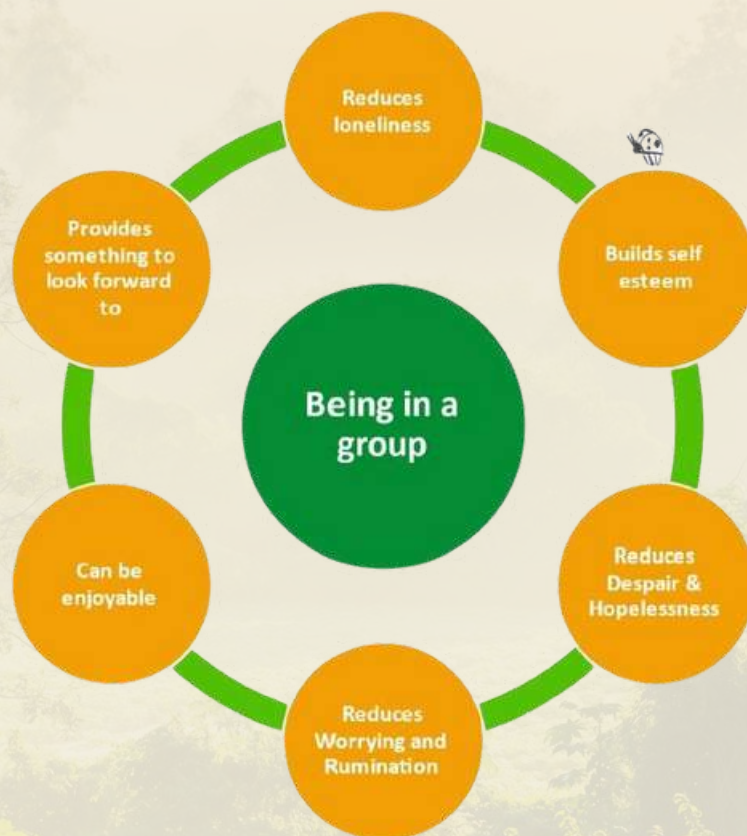 Being in a
group
Reduces
loneliness
Builds self
esteem
Reduces
Despair &
Hopelessness
Reduces
Worrying and
Rumination
Can be
enjoyable
Provides
something to
look forward
to